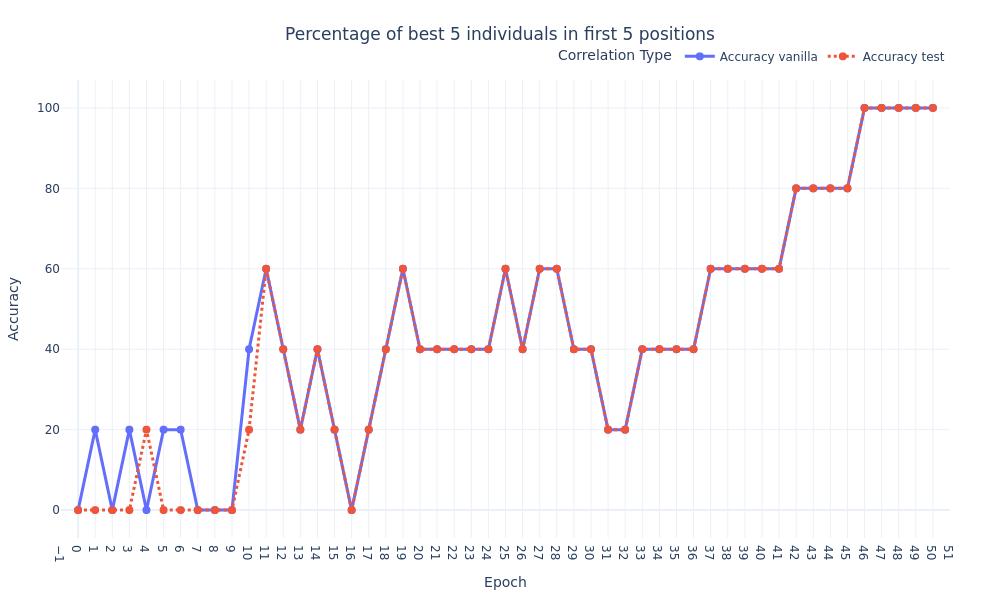 Percentage of best 5 individuals in first 5 positions
Correlation Type Accuracy vanilla Accuracy test
100
80
60
40
20
0
Accuracy
−1 0 1 2 3 4 5 6 7 8 9 10 11 12 13 14 15 16 17 18 19 20 21 22 23 24 25 26 27 28 29 30 31 32 33 34 35 36 37 38 39 40 41 42 43 44 45 46 47 48 49 50 51
Epoch